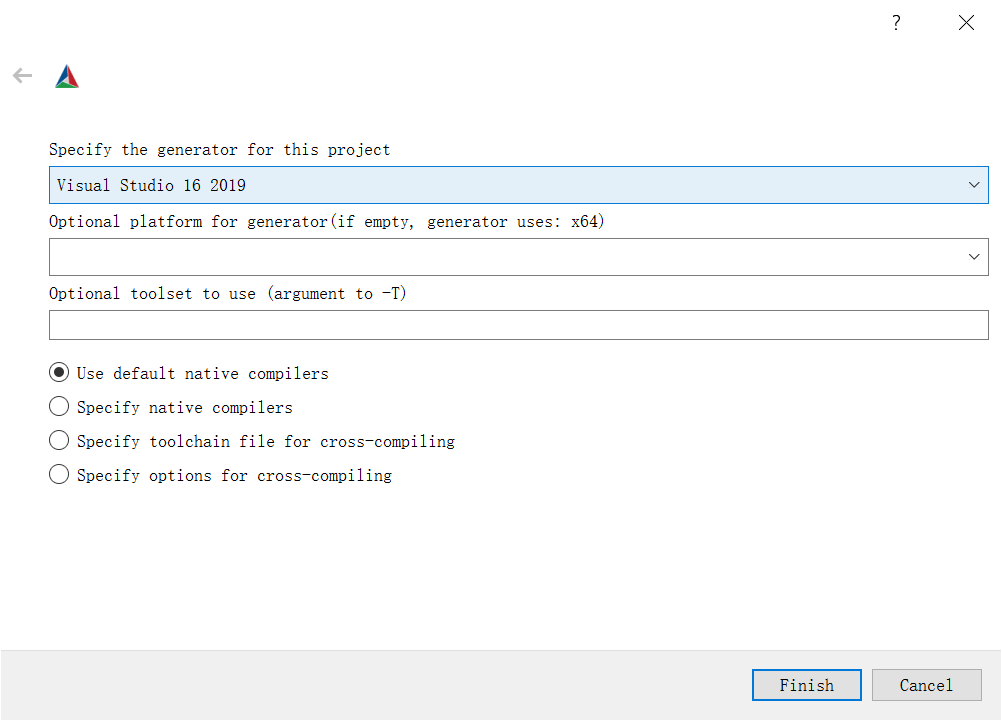 ?
Specify the generator for this project
Visual Studio 16 2019
Optional platform for generator(if empty, generator uses: x64)
Optional toolset to use (argument to -T)
Use default native compilers
Specify native compilers
Specify toolchain file for cross-compiling
Specify options for cross-compiling
Finish
Cancel